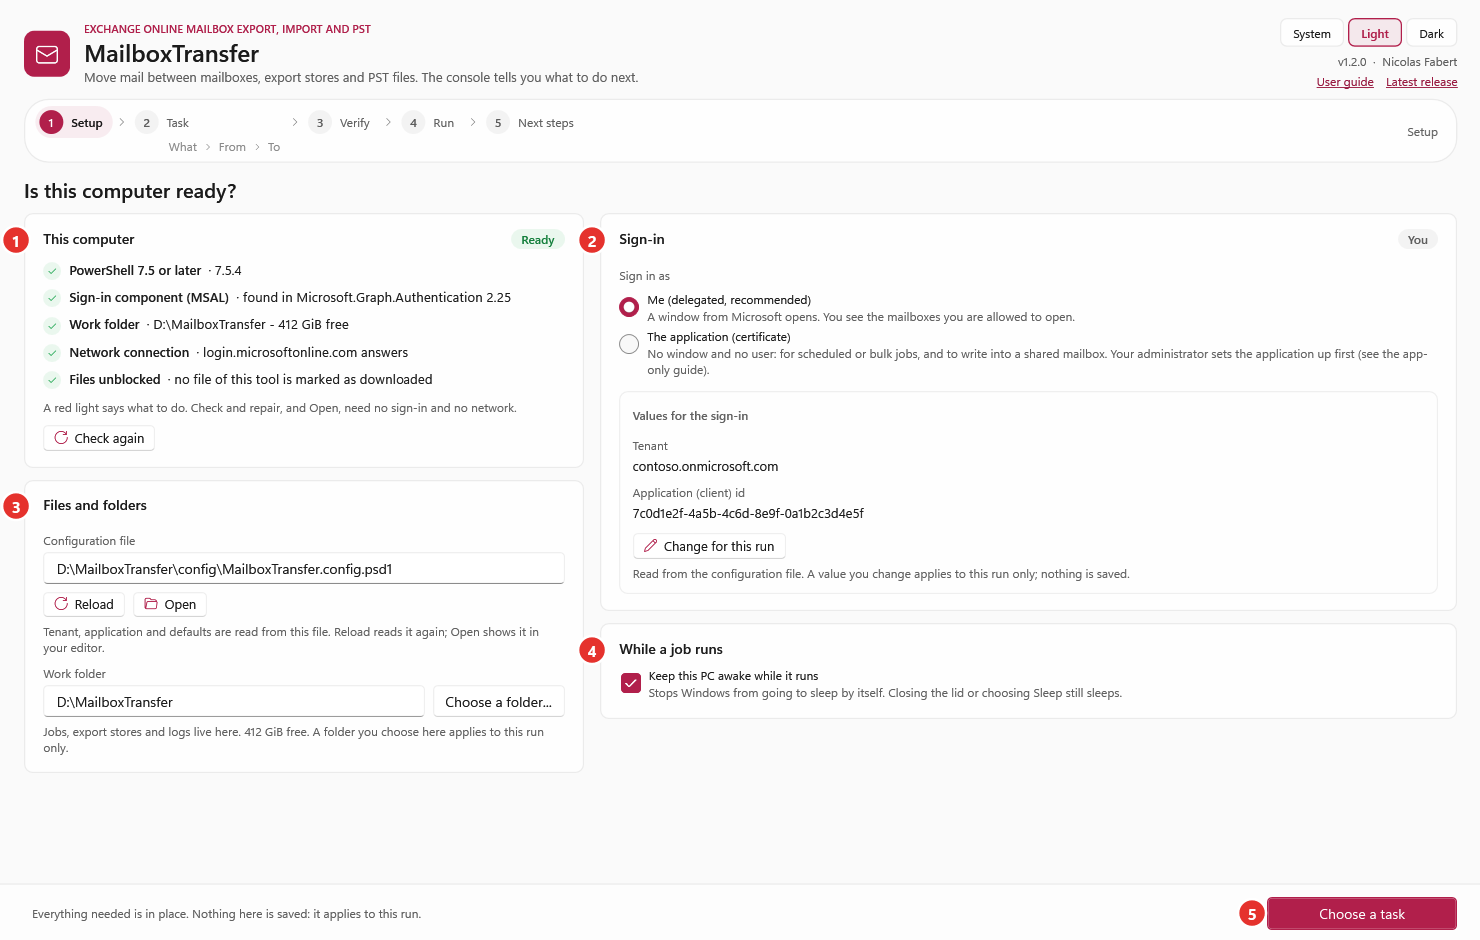 EXCHANGE ONLINE MAILBOX EXPORT, IMPORT AND PST
MailboxTransfer
Move mail between mailboxes, export stores and PST files. The console tells you what to do next.
System
Light
Dark
v1.2.0 · Nicolas Fabert
User guide
Latest release
1 Setup
2 Task
3 Verify
4 Run
5 Next steps
What > From > To
Setup
Is this computer ready?
1
This computer
Ready
PowerShell 7.5 or later · 7.5.4
Sign-in component (MSAL) · found in Microsoft.Graph.Authentication 2.25
Work folder · D:\MailboxTransfer - 412 GiB free
Network connection · login.microsoftonline.com answers
Files unblocked · no file of this tool is marked as downloaded
A red light says what to do. Check and repair, and Open, need no sign-in and no network.
Check again
2
Sign-in
You
Sign in as
Me (delegated, recommended)
A window from Microsoft opens. You see the mailboxes you are allowed to open.
The application (certificate)
No window and no user: for scheduled or bulk jobs, and to write into a shared mailbox. Your administrator sets the application up first (see the app-
only guide).
Values for the sign-in
Tenant
contoso.onmicrosoft.com
Application (client) id
7c0d1e2f-4a5b-4c6d-8e9f-0a1b2c3d4e5f
Change for this run
Read from the configuration file. A value you change applies to this run only; nothing is saved.
3
Files and folders
Configuration file
D:\MailboxTransfer\config\MailboxTransfer.config.psd1
Reload
Open
Tenant, application and defaults are read from this file. Reload reads it again; Open shows it in
your editor.
Work folder
D:\MailboxTransfer
Choose a folder...
Jobs, export stores and logs live here. 412 GiB free. A folder you choose here applies to this run
only.
4
While a job runs
Keep this PC awake while it runs
Stops Windows from going to sleep by itself. Closing the lid or choosing Sleep still sleeps.
Everything needed is in place. Nothing here is saved: it applies to this run.
5
Choose a task